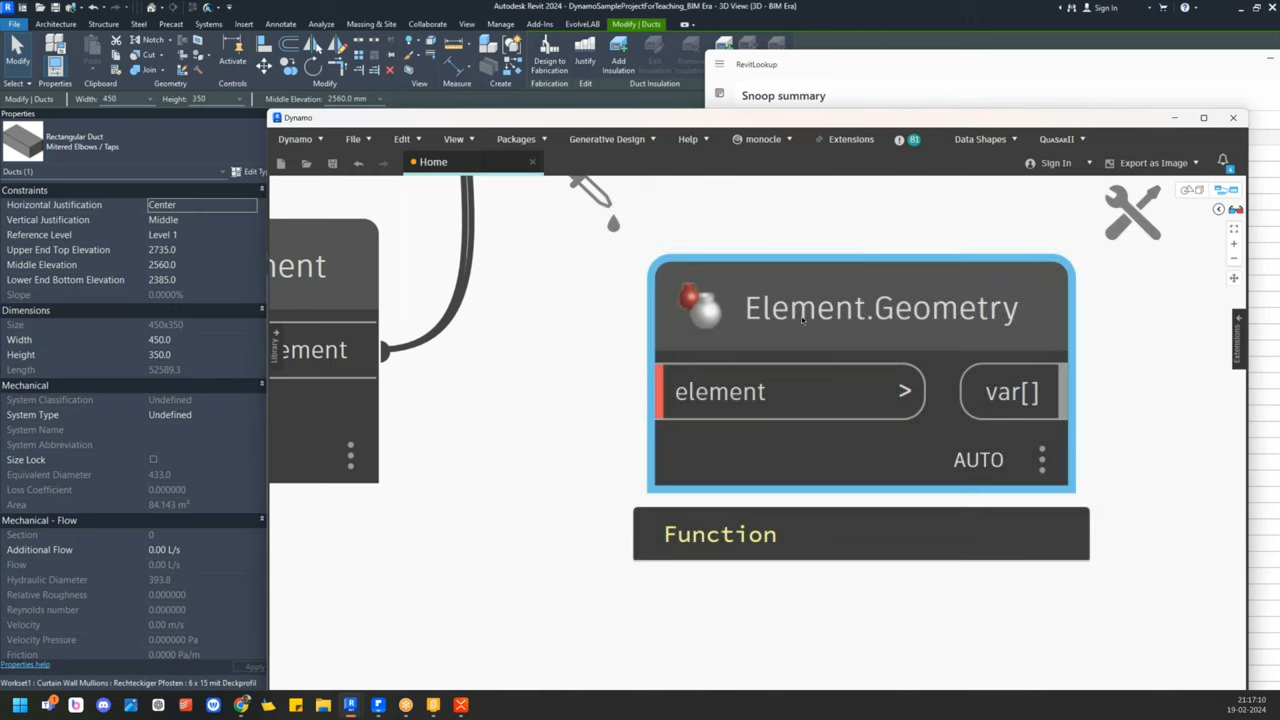 Autodesk Revit 2024 - DynamoSampleProjectForTeaching_BIM Era - 3D View: {3D - BIM Era}
Sign In
File Architecture Structure Steel Precast Systems Insert Annotate Analyze Massing & Site Collaborate View Manage Add-Ins EvolveLAB Modify | Ducts
Modify
Paste
Notch
Cut
Join
Activate
Design to Fabrication
Justify
Add Insulation
Edit Insulation
Select Properties Clipboard Geometry Controls Modify View Measure Create Fabrication Edit Duct Insulation
Modify | Ducts Width: 450 Height: 350 Middle Elevation: 2560.0 mm
RevitLookup
Snoop summary
Properties
Rectangular Duct
Mitered Elbows / Taps
Ducts (1) Edit Ty
Constraints
Horizontal Justification Center
Vertical Justification Middle
Reference Level Level 1
Upper End Top Elevation 2735.0
Middle Elevation 2560.0
Lower End Bottom Elevation 2385.0
Slope 0.0000%
Dimensions
Size 450x350
Width 450.0
Height 350.0
Length 52589.3
Mechanical
System Classification Undefined
System Type Undefined
System Name
System Abbreviation
Size Lock
Equivalent Diameter 433.0
Loss Coefficient 0.000000
Area 84.143 m²
Mechanical - Flow
Section 0
Additional Flow 0.00 L/s
Flow 0.00 L/s
Hydraulic Diameter 393.8
Relative Roughness 0.000000
Reynolds number 0.000000
Velocity 0.00 m/s
Velocity Pressure 0.0000 Pa
Friction 0.0000 Pa/m
Properties help Apply
Workset1 : Curtain Wall Mullions : Rechteckiger Pfosten : 6 x 15 mit Deckprofil
Dynamo
Dynamo File Edit View Packages Generative Design Help monocle Extensions 81 Data Shapes QUASARII
Home
Sign In Export as Image
Library
Extensions
ment
ement
Element.Geometry
element > var[]
AUTO
Function
21:17:10
19-02-2024